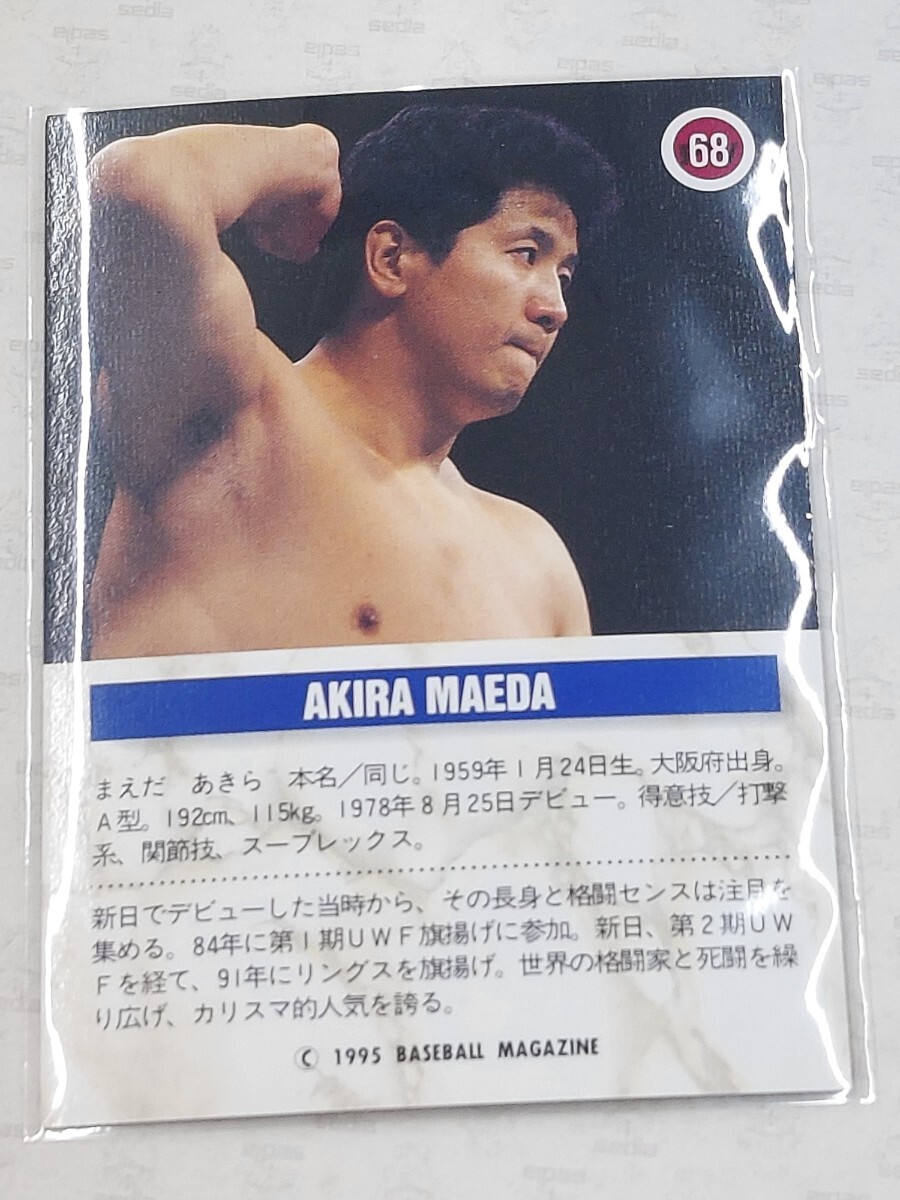 68
AKIRA MAEDA
まえだ　あきら　本名／同じ。1959年1月24日生。大阪府出身。
A型。192cm、115kg。1978年8月25日デビュー。得意技／打撃
系、関節技、スープレックス。
新日でデビューした当時から、その長身と格闘センスは注目を
集める。84年に第1期UWF旗揚げに参加。新日、第2期UW
Fを経て、91年にリングスを旗揚げ。世界の格闘家と死闘を繰
り広げ、カリスマ的人気を誇る。
© 1995 BASEBALL MAGAZINE